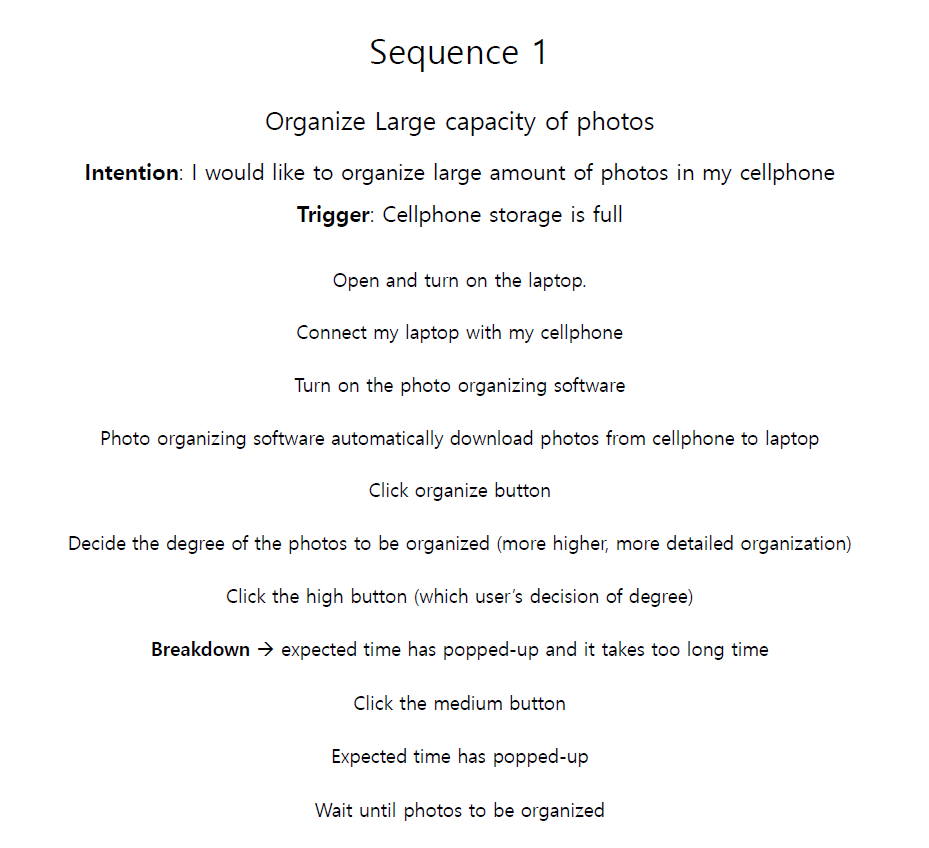 Sequence 1
Organize Large capacity of photos
Intention: I would like to organize large amount of photos in my cellphone
Trigger: Cellphone storage is full
Open and turn on the laptop.
Connect my laptop with my cellphone
Turn on the photo organizing software
Photo organizing software automatically download photos from cellphone to laptop
Click organize button
Decide the degree of the photos to be organized (more higher, more detailed organization)
Click the high button (which user’s decision of degree)
Breakdown → expected time has popped-up and it takes too long time
Click the medium button
Expected time has popped-up
Wait until photos to be organized